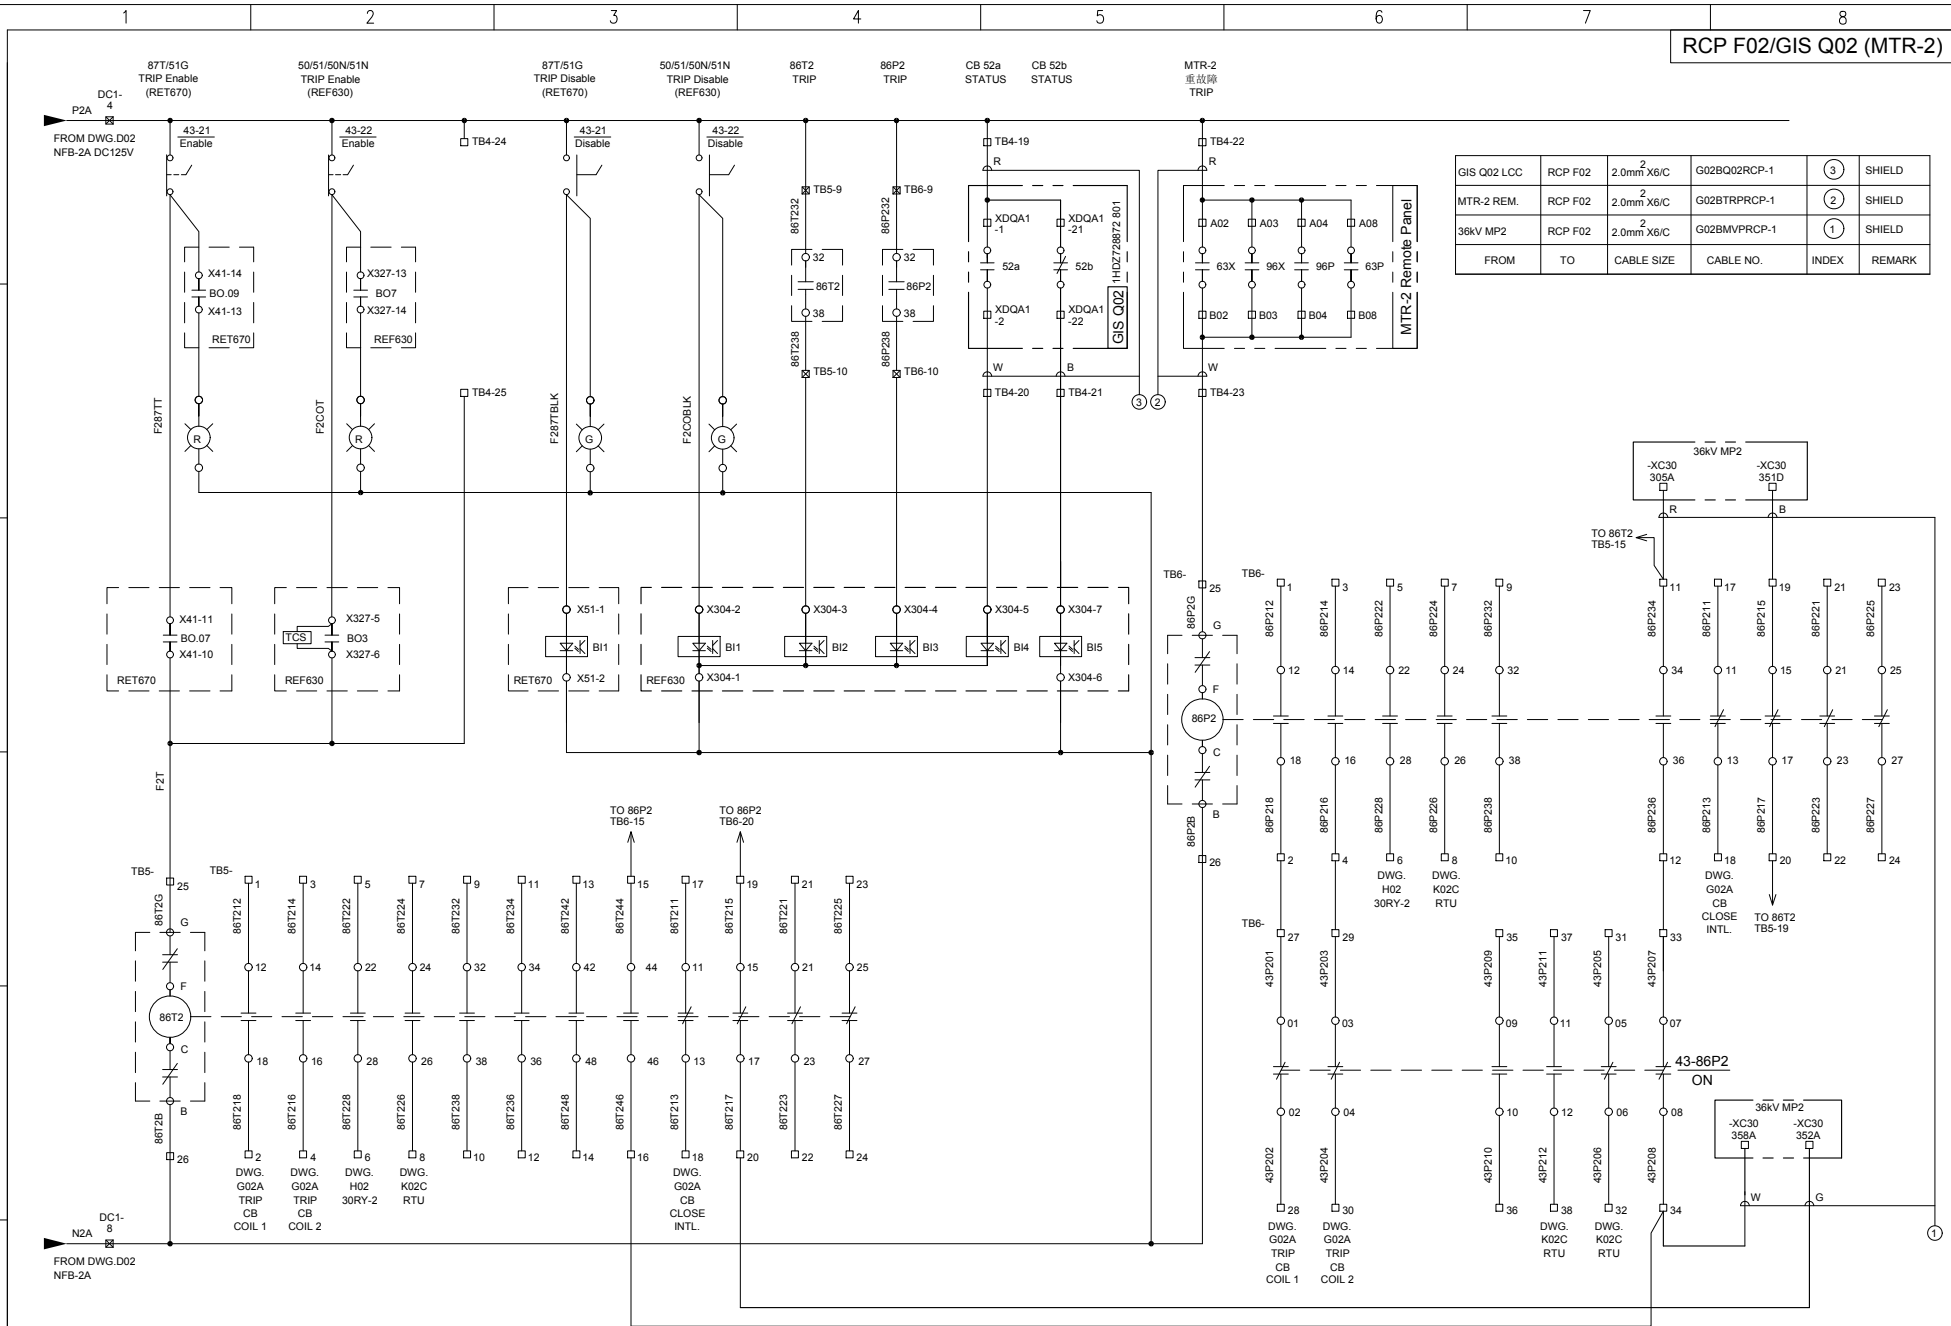 1 2 3 4 5 6 7 8
RCP F02/GIS Q02 (MTR-2)
87T/51G
TRIP Enable
(RET670)
50/51/50N/51N
TRIP Enable
(REF630)
87T/51G
TRIP Disable
(RET670)
50/51/50N/51N
TRIP Disable
(REF630)
86T2
TRIP
86P2
TRIP
CB 52a
STATUS
CB 52b
STATUS
MTR-2
重故障
TRIP
DC1-
4
P2A
FROM DWG.D02
NFB-2A DC125V
43-21
Enable
43-22
Enable
TB4-24
43-21
Disable
43-22
Disable
TB4-19
TB4-22
R
R
TB5-9
TB6-9
86T232
86P232
X41-14
BO.09
X41-13
RET670
X327-13
BO7
X327-14
REF630
32
86T2
38
32
86P2
38
86T238
86P238
TB5-10
TB6-10
XDQA1
-1
XDQA1
-21
52a
52b
XDQA1
-2
XDQA1
-22
GIS Q02
1HDZ728872 801
A02
A03
A04
A08
63X
96X
96P
63P
B02
B03
B04
B08
MTR-2 Remote Panel
GIS Q02 LCC RCP F02 2.0mm2 X6/C G02BQ02RCP-1 3 SHIELD
MTR-2 REM. RCP F02 2.0mm2 X6/C G02BTRPRCP-1 2 SHIELD
36kV MP2 RCP F02 2.0mm2 X6/C G02BMVPRCP-1 1 SHIELD
FROM TO CABLE SIZE CABLE NO. INDEX REMARK
W
B
W
TB4-25
TB4-20
TB4-21
3
2
TB4-23
F287TT
F2COT
F287TBLK
F2COBLK
R
R
G
G
36kV MP2
-XC30
305A
-XC30
351D
R
B
TO 86T2
TB5-15
X41-11
BO.07
X41-10
RET670
X327-5
TCS
BO3
X327-6
REF630
X51-1
BI1
X51-2
RET670
X304-2
X304-3
X304-4
X304-5
X304-7
BI1
BI2
BI3
BI4
BI5
REF630
X304-1
X304-6
TB6-
25
86P2G
G
F
86P2
C
B
86P2B
26
TB6-
1 3 5 7 9 11 17 19 21 23
86P212 86P214 86P222 86P224 86P232 86P234 86P211 86P215 86P221 86P225
12 14 22 24 32 34 11 15 21 25
18 16 28 26 38 36 13 17 23 27
86P218 86P216 86P228 86P226 86P238 86P236 86P213 86P217 86P223 86P227
2 4 6 8 10 12 18 20 22 24
DWG.
H02
30RY-2
DWG.
K02C
RTU
DWG.
G02A
CB
CLOSE
INTL.
TO 86T2
TB5-19
F2T
TO 86P2
TB6-15
TO 86P2
TB6-20
TB5-
25
86T2G
G
F
86T2
C
B
86T2B
26
TB5-
1 3 5 7 9 11 13 15 17 19 21 23
86T212 86T214 86T222 86T224 86T232 86T234 86T242 86T244 86T211 86T215 86T221 86T225
12 14 22 24 32 34 42 44 11 15 21 25
18 16 28 26 38 36 48 46 13 17 23 27
86T218 86T216 86T228 86T226 86T238 86T236 86T248 86T246 86T213 86T217 86T223 86T227
2 4 6 8 10 12 14 16 18 20 22 24
DWG.
G02A
TRIP
CB
COIL 1
DWG.
G02A
TRIP
CB
COIL 2
DWG.
H02
30RY-2
DWG.
K02C
RTU
DWG.
G02A
CB
CLOSE
INTL.
TB6-
27 29 35 37 31 33
43P201 43P203 43P209 43P211 43P205 43P207
01 03 09 11 05 07
43-86P2
ON
02 04 10 12 06 08
43P202 43P204 43P210 43P212 43P206 43P208
28 30 36 38 32 34
DWG.
G02A
TRIP
CB
COIL 1
DWG.
G02A
TRIP
CB
COIL 2
DWG.
K02C
RTU
DWG.
K02C
RTU
36kV MP2
-XC30
358A
-XC30
352A
W
G
1
DC1-
8
N2A
FROM DWG.D02
NFB-2A